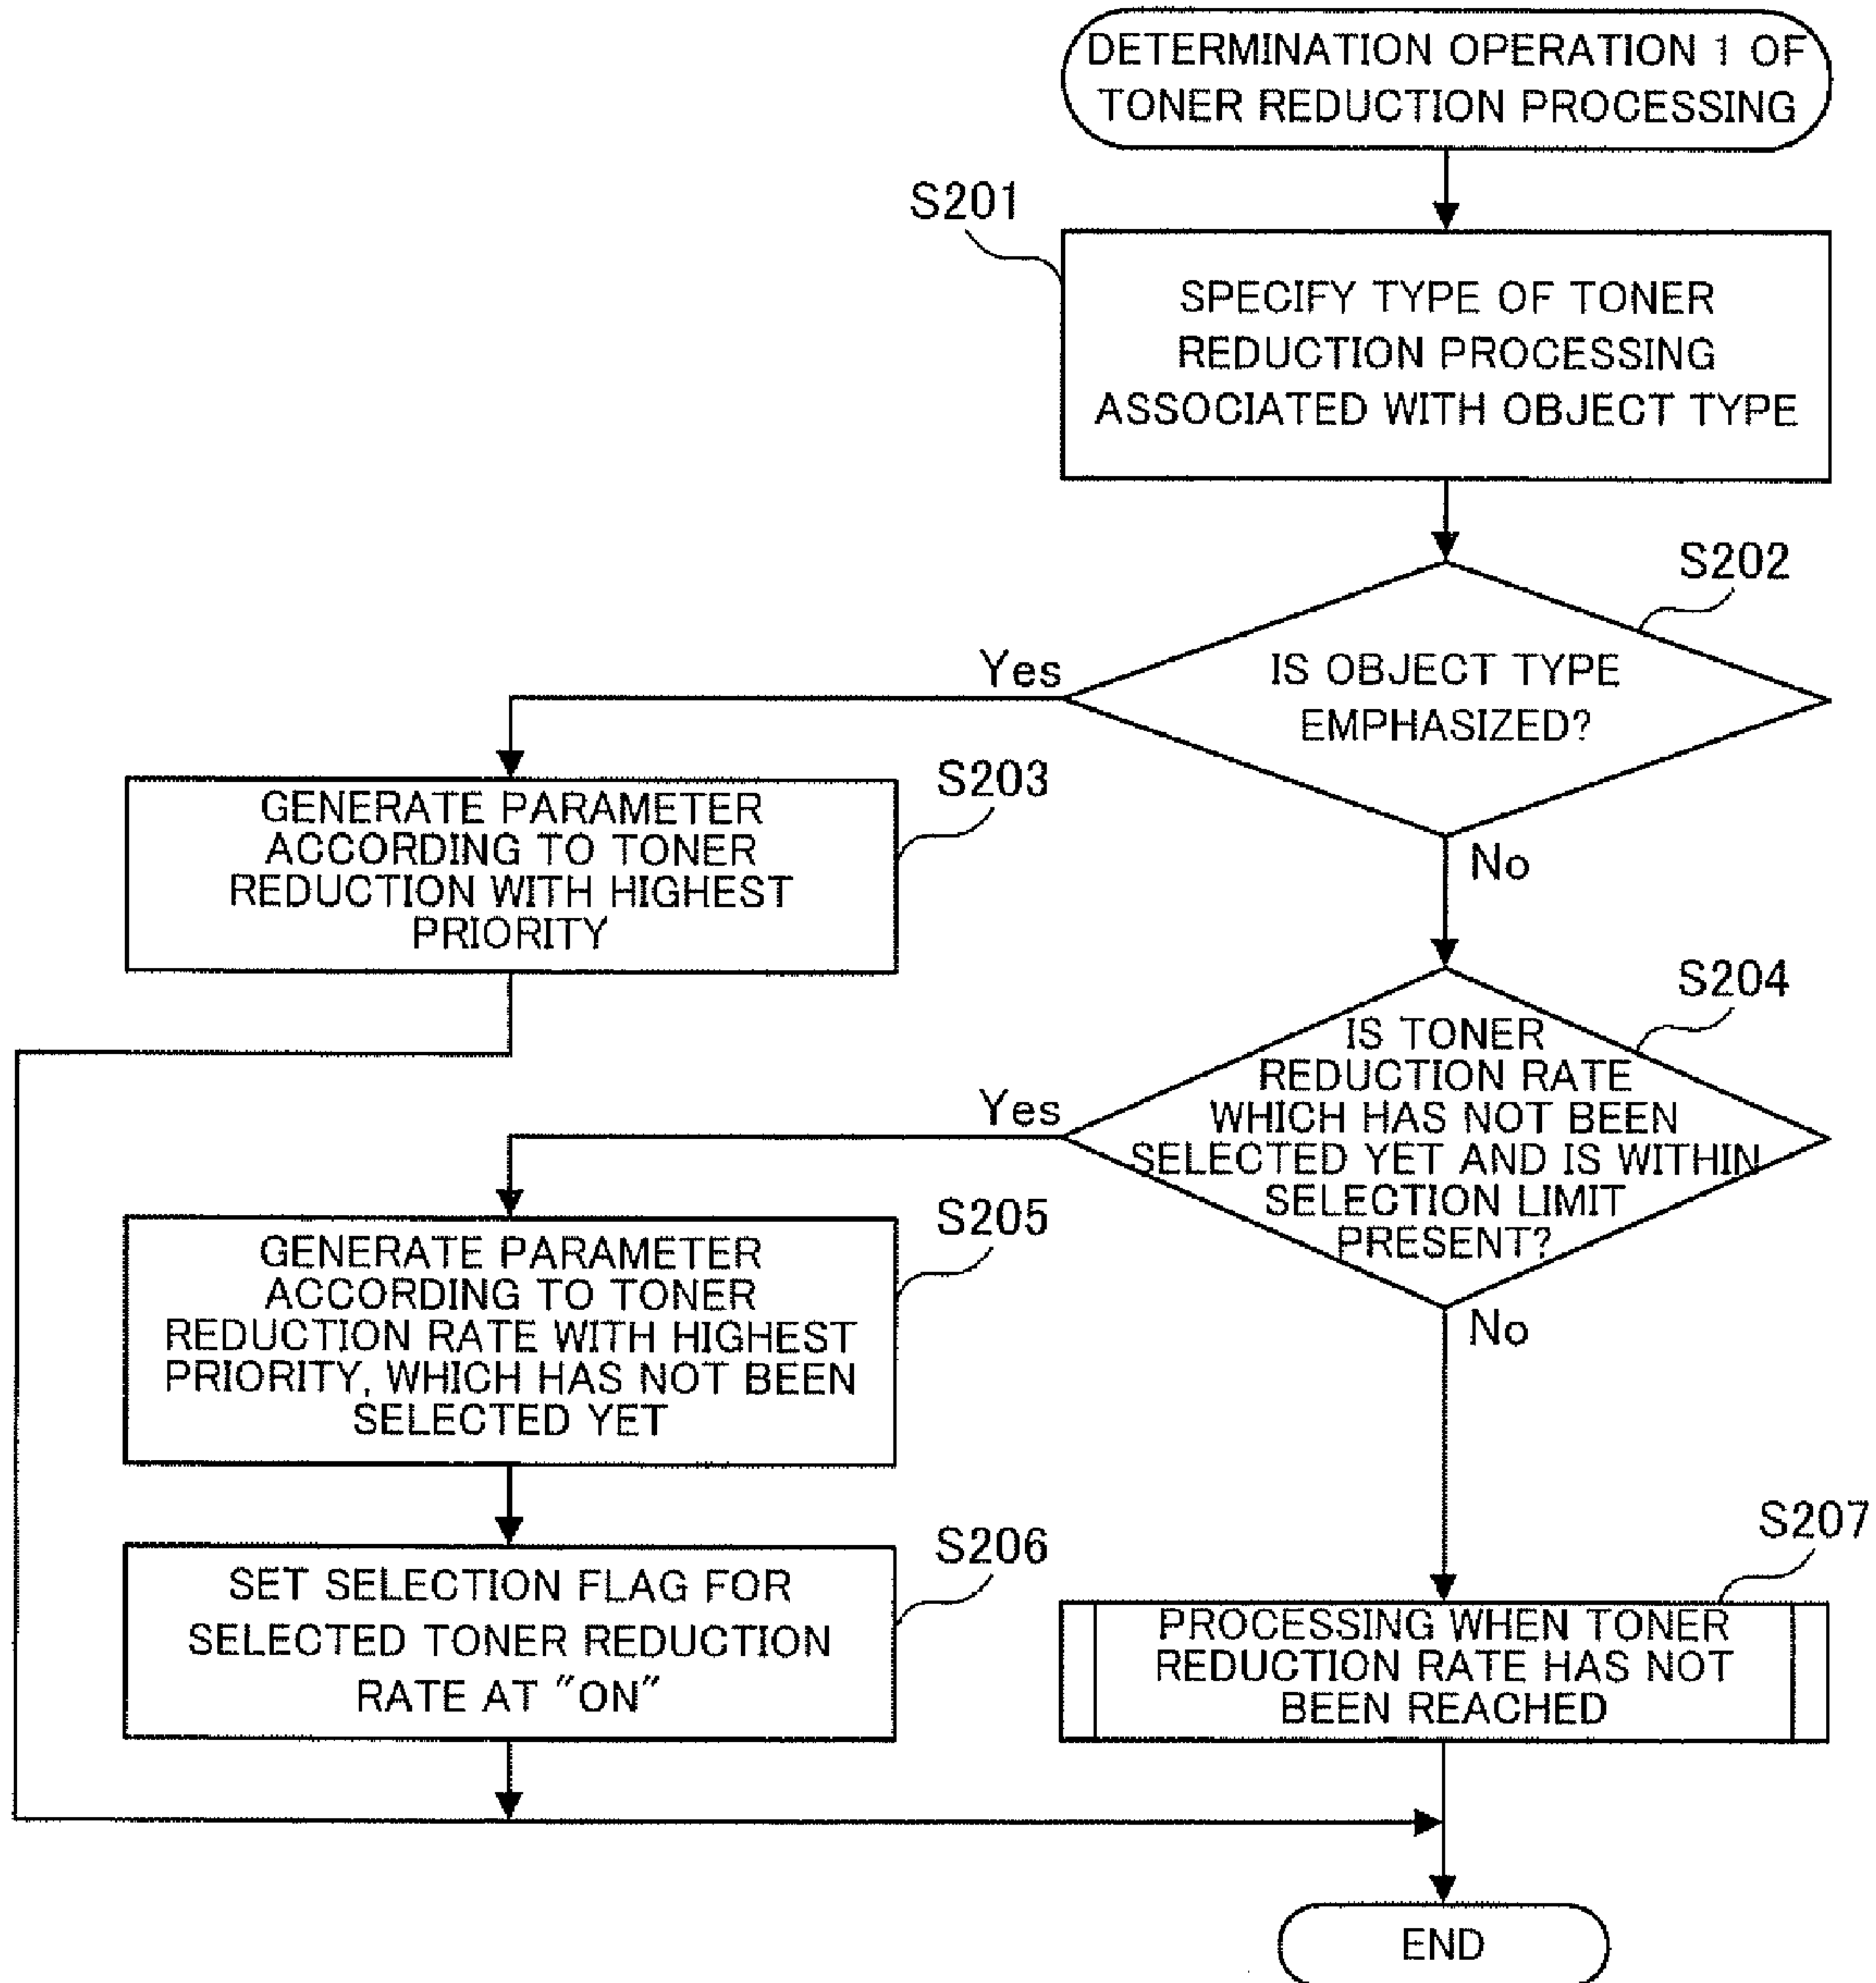 DETERMINATION OPERATION 1 OF
TONER REDUCTION PROCESSING
S201
SPECIFY TYPE OF TONER
REDUCTION PROCESSING
ASSOCIATED WITH OBJECT TYPE
S202
IS OBJECT TYPE
EMPHASIZED?
Yes
No
S203
GENERATE PARAMETER
ACCORDING TO TONER
REDUCTION WITH HIGHEST
PRIORITY
S204
IS TONER
REDUCTION RATE
WHICH HAS NOT BEEN
SELECTED YET AND IS WITHIN
SELECTION LIMIT
PRESENT?
Yes
No
S205
GENERATE PARAMETER
ACCORDING TO TONER
REDUCTION RATE WITH HIGHEST
PRIORITY, WHICH HAS NOT BEEN
SELECTED YET
S206
SET SELECTION FLAG FOR
SELECTED TONER REDUCTION
RATE AT "ON"
S207
PROCESSING WHEN TONER
REDUCTION RATE HAS NOT
BEEN REACHED
END